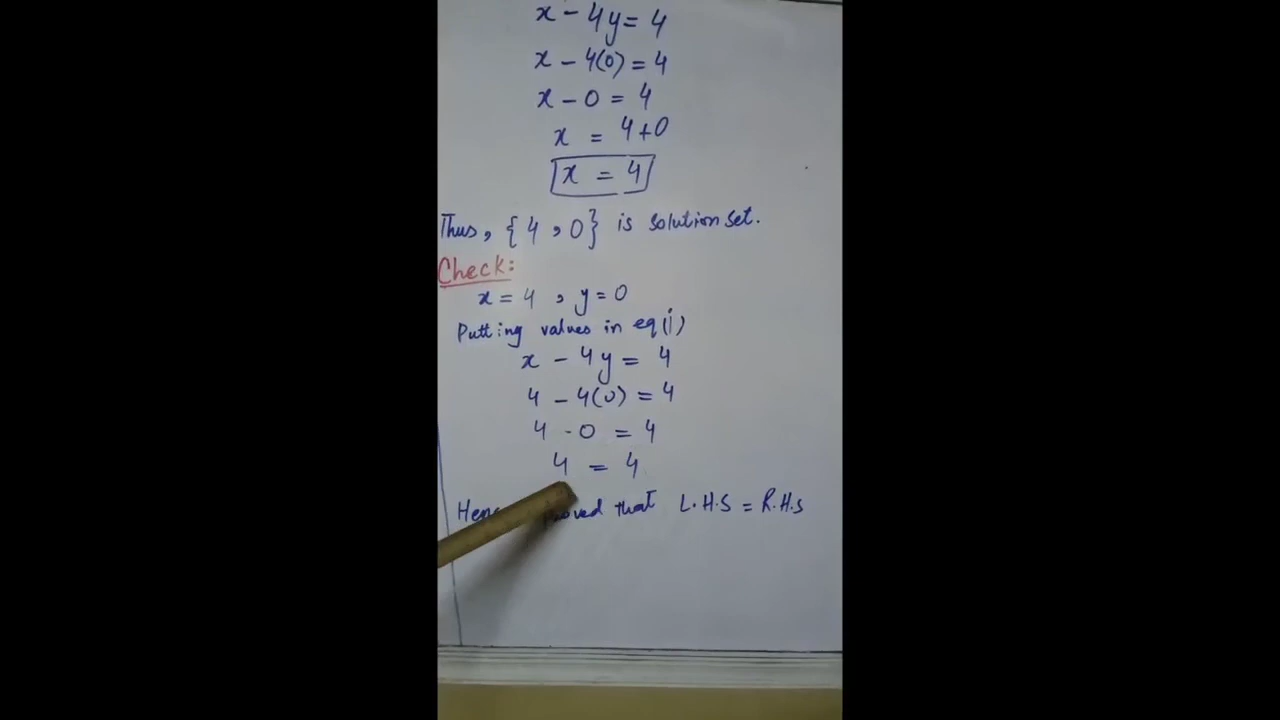 x - 4y = 4
x - 4(0) = 4
x - 0 = 4
x = 4+0
x = 4
Thus, {4, 0} is solution set.
Check:
x = 4 , y = 0
Putting values in eq(i)
x - 4y = 4
4 - 4(0) = 4
4 - 0 = 4
4 = 4
that L.H.S = R.H.S